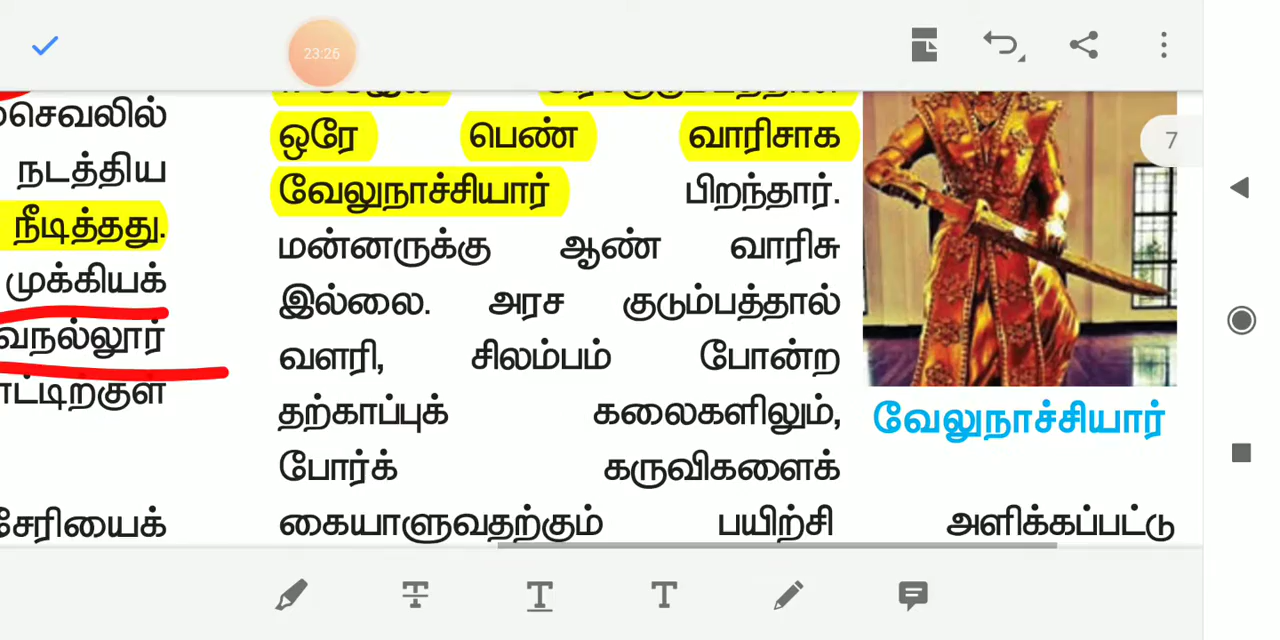 23:26
7
செவலில்
நடத்திய
நீடித்தது.
முக்கியக்
வநல்லூர்
ாட்டிற்குள்
சேரியைக்
ஒரே பெண் வாரிசாக
வேலுநாச்சியார் பிறந்தார்.
மன்னருக்கு ஆண் வாரிசு
இல்லை. அரச குடும்பத்தால்
வளரி, சிலம்பம் போன்ற
தற்காப்புக் கலைகளிலும்,
போர்க் கருவிகளைக்
கையாளுவதற்கும் பயிற்சி அளிக்கப்பட்டு
வேலுநாச்சியார்